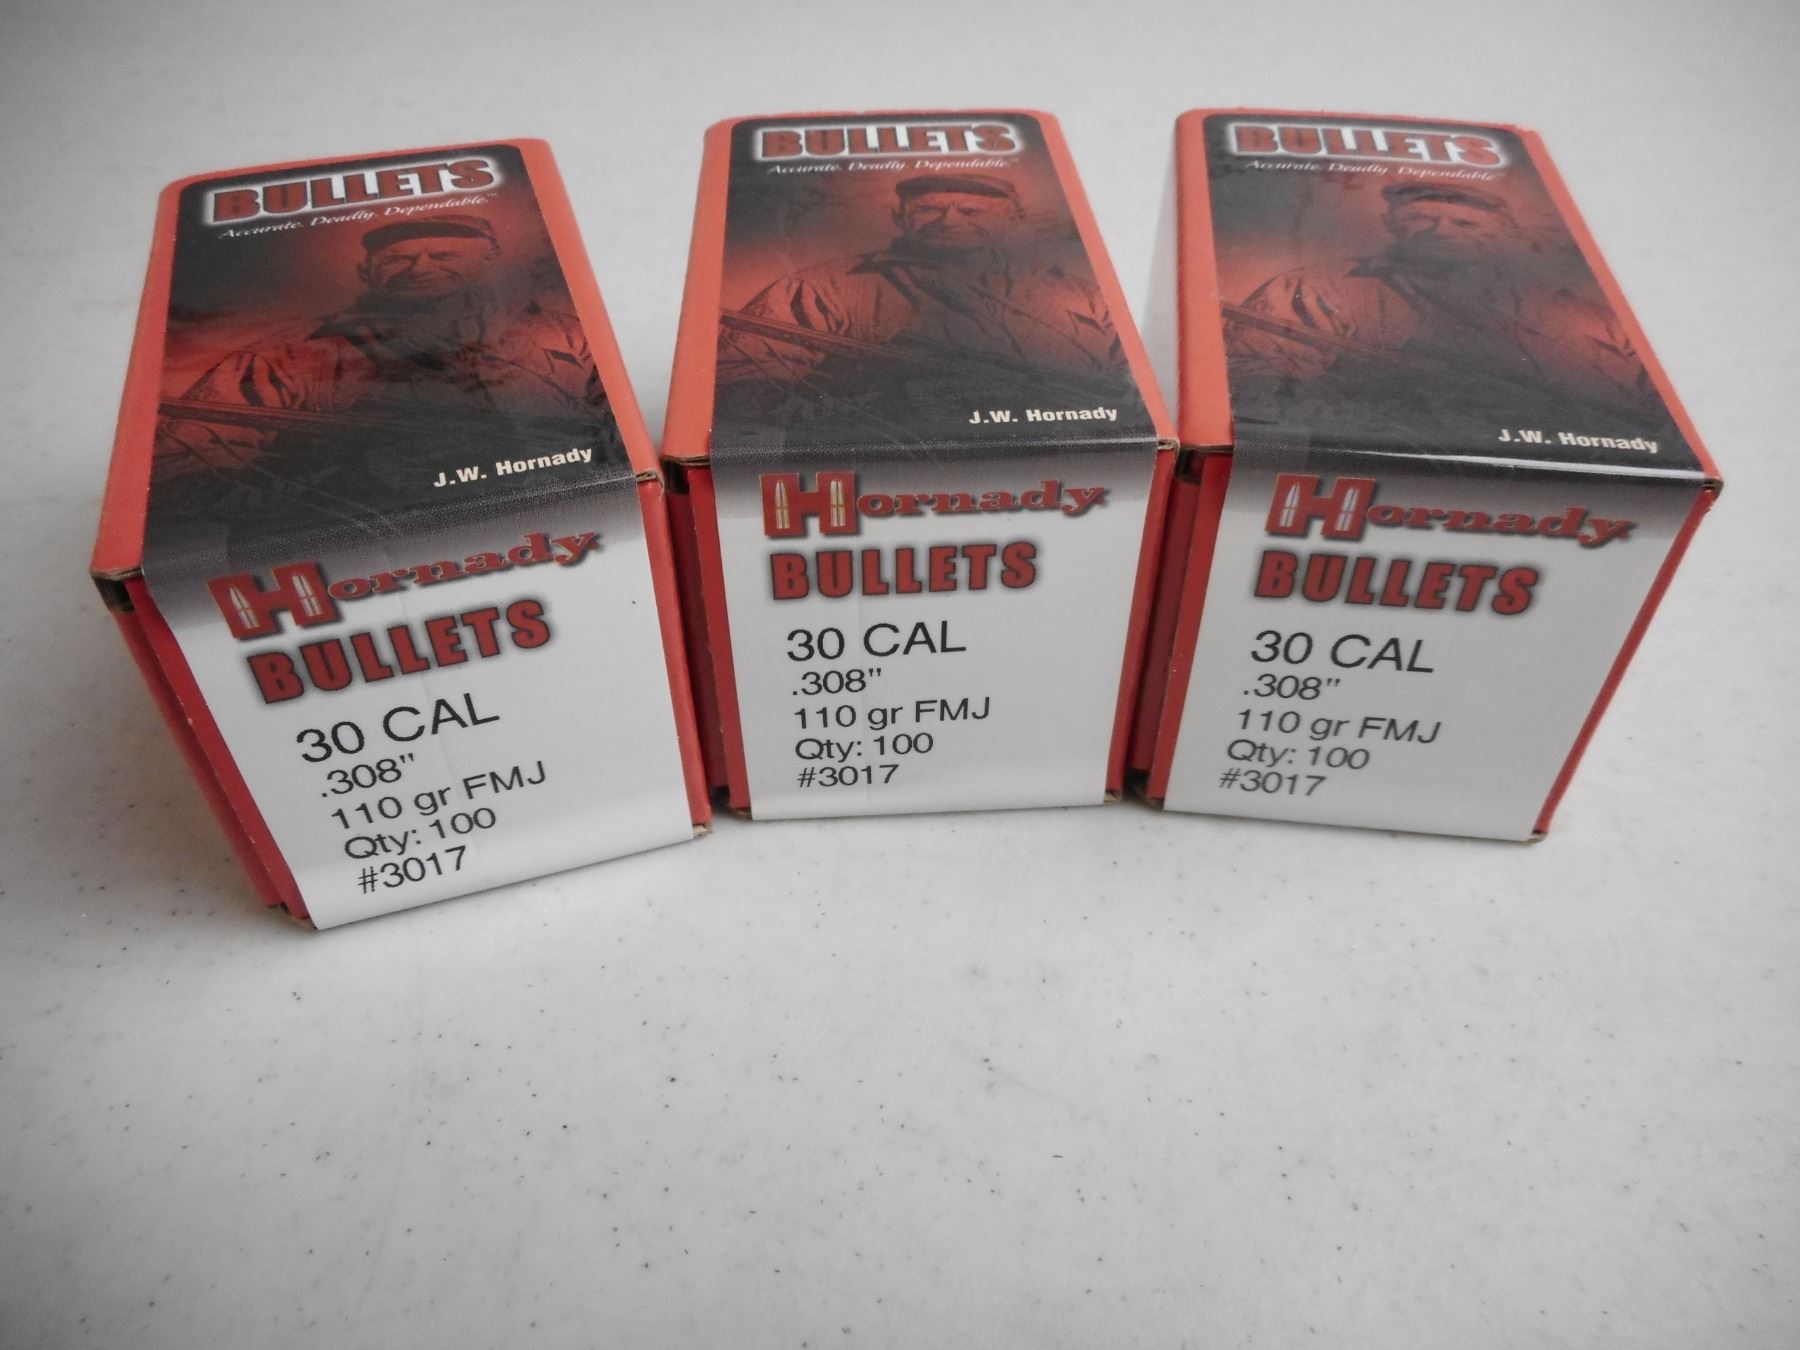 BULLETS
Accurate. Deadly. Dependable.™
J.W. Hornady
Hornady
BULLETS
30 CAL
.308"
110 gr FMJ
Qty: 100
#3017
BULLETS
Accurate. Deadly. Dependable.™
J.W. Hornady
Hornady
BULLETS
30 CAL
.308"
110 gr FMJ
Qty: 100
#3017
BULLETS
Accurate. Deadly. Dependable.
J.W. Hornady
Hornady
BULLETS
30 CAL
.308"
110 gr FMJ
Qty: 100
#3017